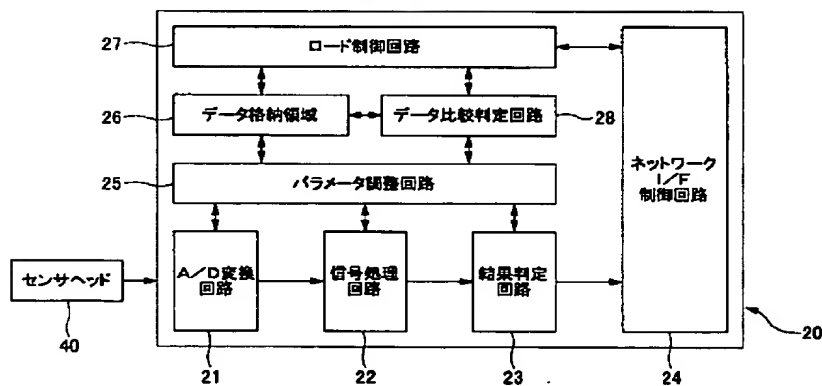 27
ロード制御回路
26
データ格納領域
データ比較判定回路
28
25
パラメータ調整回路
ネットワーク
I/F
制御回路
センサヘッド
A/D変換
回路
信号処理
回路
結果判定
回路
40
21
22
23
24
20